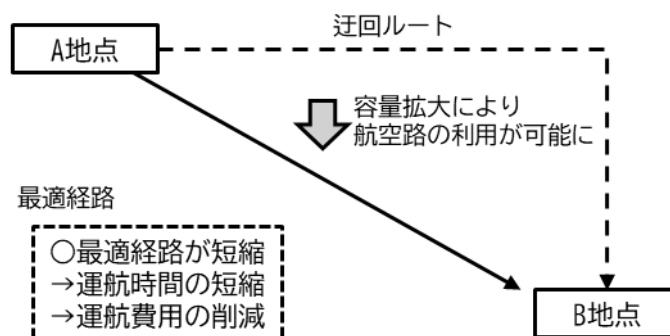 迂回ルート
A地点
容量拡大により
航空路の利用が可能に
最適経路
○最適経路が短縮
→運航時間の短縮
→運航費用の削減
B地点